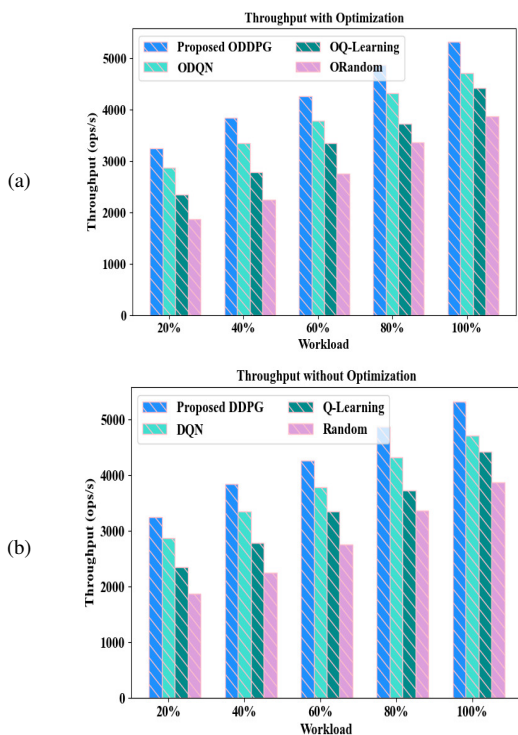 Throughput with Optimization
Proposed ODDPG
OQ-Learning
ODQN
ORandom
5000
4000
3000
2000
1000
0
Throughput (ops/s)
20% 40% 60% 80% 100%
Workload
(a)
Throughput without Optimization
Proposed DDPG
Q-Learning
DQN
Random
5000
4000
3000
2000
1000
0
Throughput (ops/s)
20% 40% 60% 80% 100%
Workload
(b)